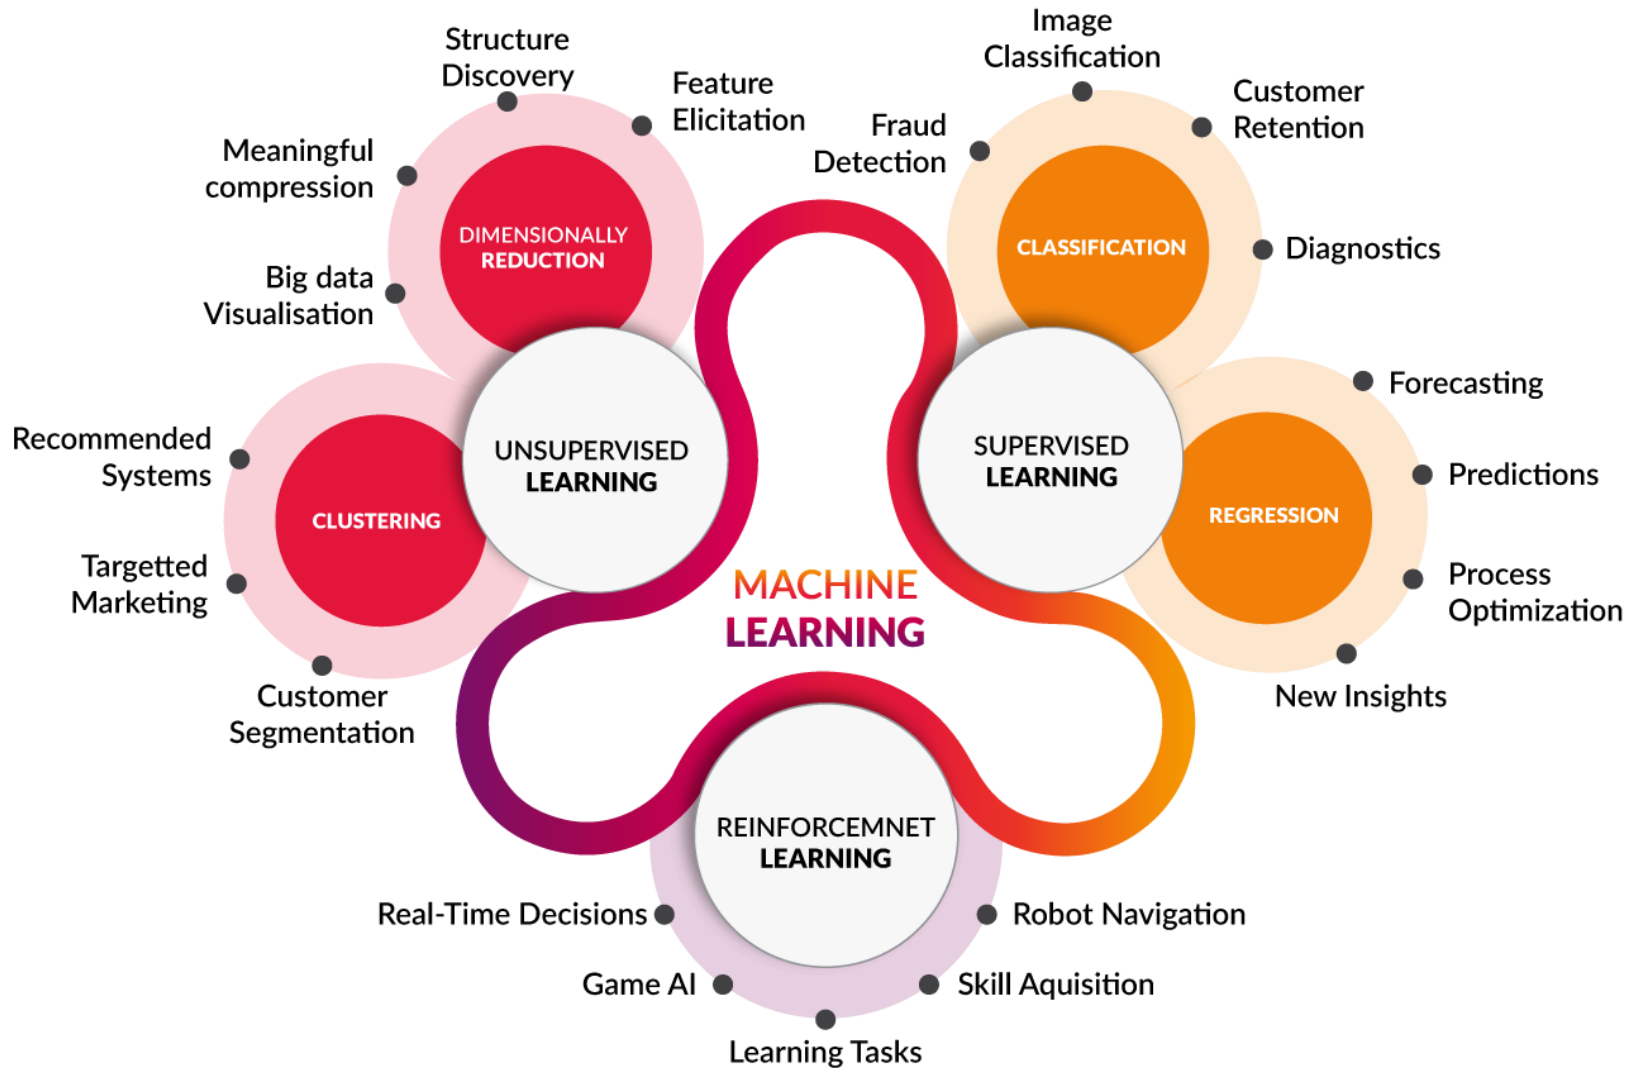 Structure
Discovery
Feature
Elicitation
Meaningful
compression
Big data
Visualisation
DIMENSIONALLY
REDUCTION
Recommended
Systems
Targetted
Marketing
Customer
Segmentation
CLUSTERING
UNSUPERVISED
LEARNING
Image
Classification
Customer
Retention
Fraud
Detection
Diagnostics
CLASSIFICATION
SUPERVISED
LEARNING
Forecasting
Predictions
Process
Optimization
New Insights
REGRESSION
MACHINE
LEARNING
REINFORCEMNET
LEARNING
Real-Time Decisions
Robot Navigation
Game AI
Skill Aquisition
Learning Tasks